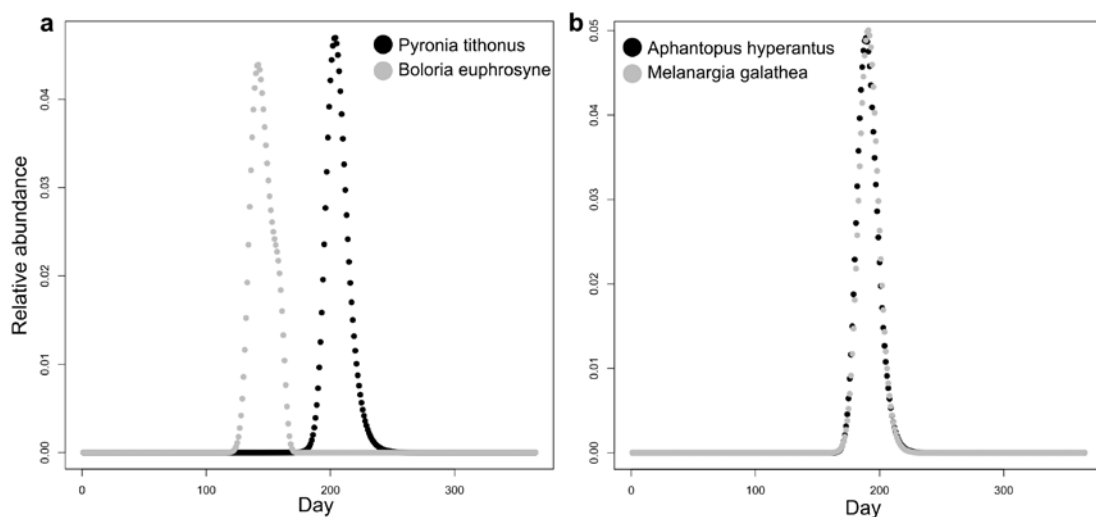 a
Pyronia tithonus
Boloria euphrosyne
Relative abundance
0.00 0.01 0.02 0.03 0.04
0 100 200 300
Day
b
Aphantopus hyperantus
Melanargia galathea
0.00 0.01 0.02 0.03 0.04 0.05
0 100 200 300
Day